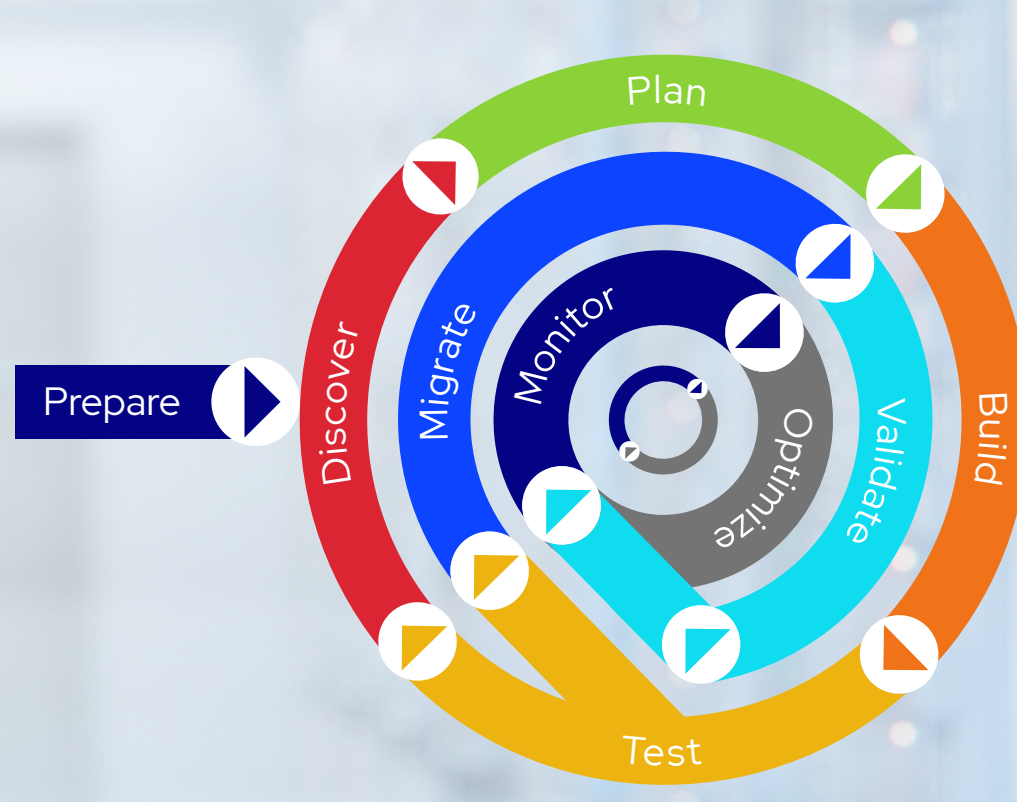 Prepare
Discover
Plan
Build
Test
Migrate
Validate
Monitor
Optimize